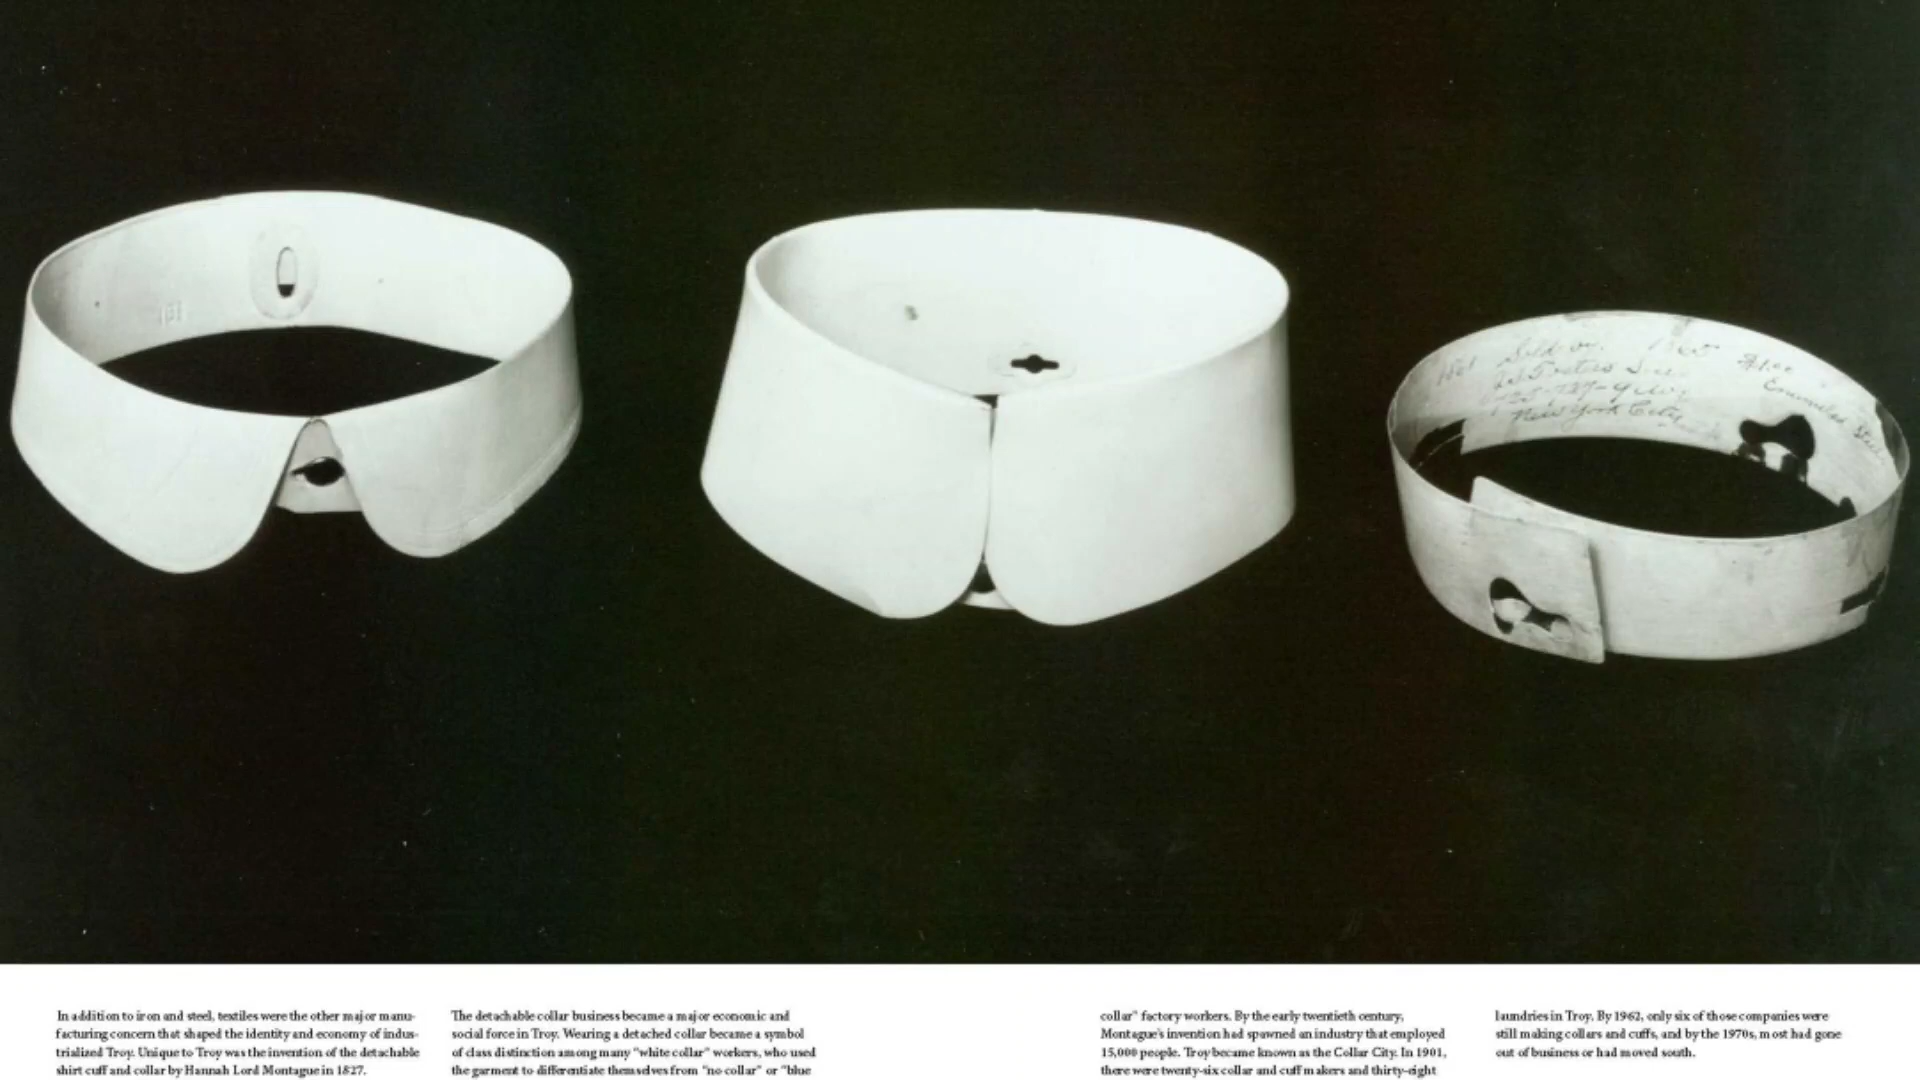 Sold on
New York City
In addition to iron and steel, textiles were the other major manu-
facturing concern that shaped the identity and economy of indus-
trialized Troy. Unique to Troy was the invention of the detachable
shirt cuff and collar by Hannah Lord Montague in 1827.
The detachable collar business became a major economic and
social force in Troy. Wearing a detached collar became a symbol
of class distinction among many "white collar" workers, who used
the garment to differentiate themselves from "no collar" or "blue
collar" factory workers. By the early twentieth century,
Montague's invention had spawned an industry that employed
15,000 people. Troy became known as the Collar City. In 1901,
there were twenty-six collar and cuff makers and thirty-eight
laundries in Troy. By 1962, only six of those companies were
still making collars and cuffs, and by the 1970s, most had gone
out of business or had moved south.